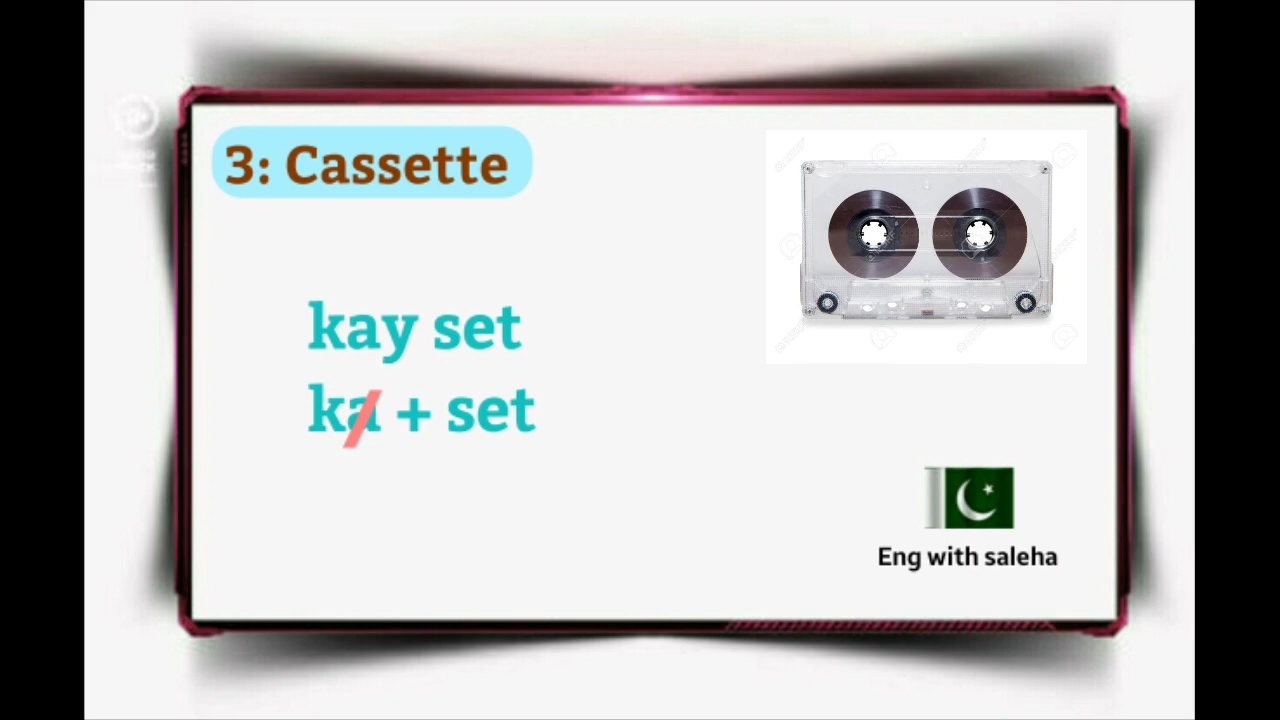 3: Cassette
kay set
ka + set
Eng with saleha